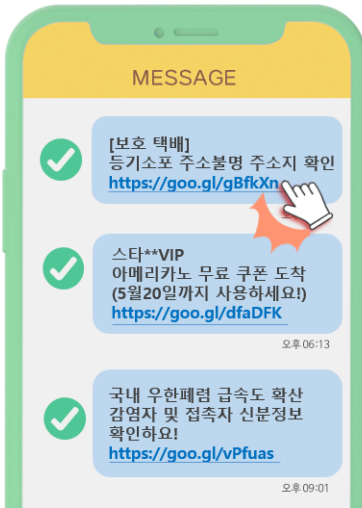 MESSAGE
[보호 택배]
등기소포 주소불명 주소지 확인
https://goo.gl/gBfkXn
스타**VIP
아메리카노 무료 쿠폰 도착
(5월20일까지 사용하세요!)
https://goo.gl/dfaDFK
오후 06:13
국내 우한폐렴 급속도 확산
감염자 및 접촉자 신분정보
확인하요!
https://goo.gl/vPfuas
오후 09:01